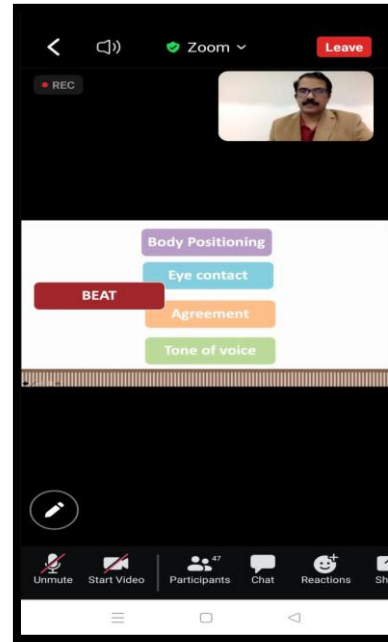 Zoom
Leave
REC
Body Positioning
Eye contact
BEAT
Agreement
Tone of voice
47
Unmute Start Video Participants Chat Reactions Sh